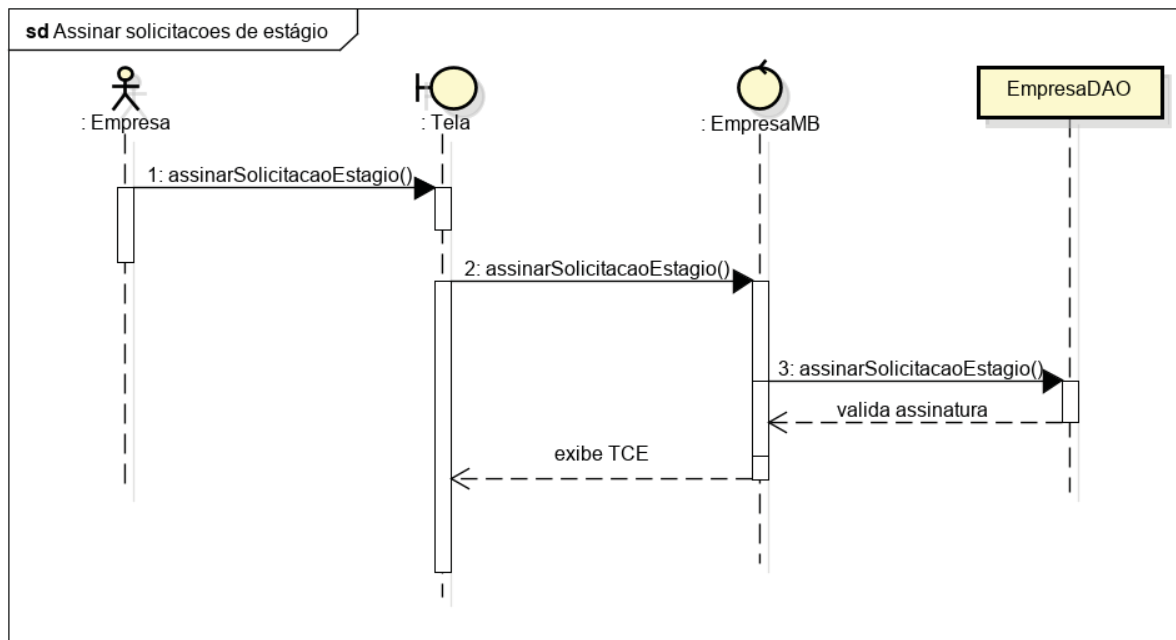 sd Assinar solicitacoes de estágio
: Empresa
: Tela
: EmpresaMB
EmpresaDAO
1: assinarSolicitacaoEstagio()
2: assinarSolicitacaoEstagio()
3: assinarSolicitacaoEstagio()
valida assinatura
exibe TCE